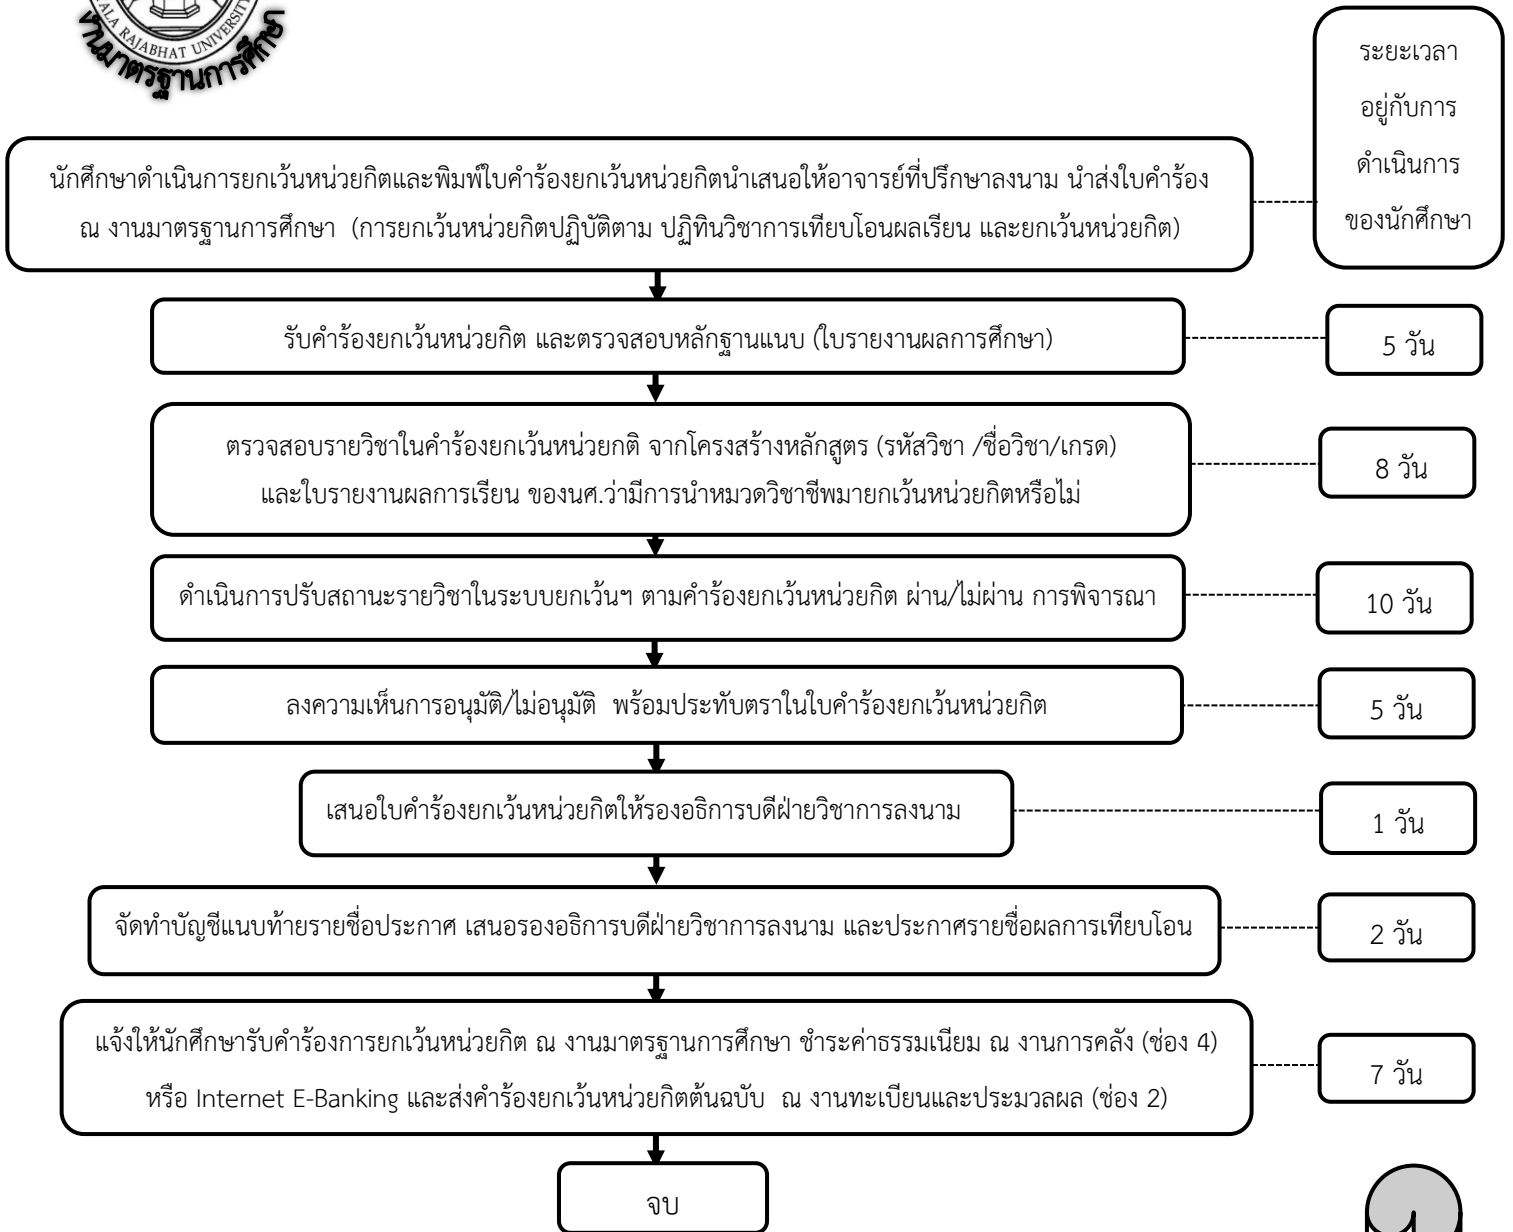 ALA RAJABHAT UNIVERSITY
งานมาตรฐานการศึกษา
ระยะเวลา
อยู่กับการ
ดำเนินการ
ของนักศึกษา
นักศึกษาดำเนินการยกเว้นหน่วยกิตและพิมพ์ใบคำร้องยกเว้นหน่วยกิตนำเสนอให้อาจารย์ที่ปรึกษาลงนาม นำส่งใบคำร้อง
ณ งานมาตรฐานการศึกษา (การยกเว้นหน่วยกิตปฏิบัติตาม ปฏิทินวิชาการเทียบโอนผลเรียน และยกเว้นหน่วยกิต)
รับคำร้องยกเว้นหน่วยกิต และตรวจสอบหลักฐานแนบ (ใบรายงานผลการศึกษา)
5 วัน
ตรวจสอบรายวิชาในคำร้องยกเว้นหน่วยกติ จากโครงสร้างหลักสูตร (รหัสวิชา /ชื่อวิชา/เกรด)
และใบรายงานผลการเรียน ของนศ.ว่ามีการนำหมวดวิชาชีพมายกเว้นหน่วยกิตหรือไม่
8 วัน
ดำเนินการปรับสถานะรายวิชาในระบบยกเว้นฯ ตามคำร้องยกเว้นหน่วยกิต ผ่าน/ไม่ผ่าน การพิจารณา
10 วัน
ลงความเห็นการอนุมัติ/ไม่อนุมัติ พร้อมประทับตราในใบคำร้องยกเว้นหน่วยกิต
5 วัน
เสนอใบคำร้องยกเว้นหน่วยกิตให้รองอธิการบดีฝ่ายวิชาการลงนาม
1 วัน
จัดทำบัญชีแนบท้ายรายชื่อประกาศ เสนอรองอธิการบดีฝ่ายวิชาการลงนาม และประกาศรายชื่อผลการเทียบโอน
2 วัน
แจ้งให้นักศึกษารับคำร้องการยกเว้นหน่วยกิต ณ งานมาตรฐานการศึกษา ชำระค่าธรรมเนียม ณ งานการคลัง (ช่อง 4)
หรือ Internet E-Banking และส่งคำร้องยกเว้นหน่วยกิตต้นฉบับ ณ งานทะเบียนและประมวลผล (ช่อง 2)
7 วัน
จบ